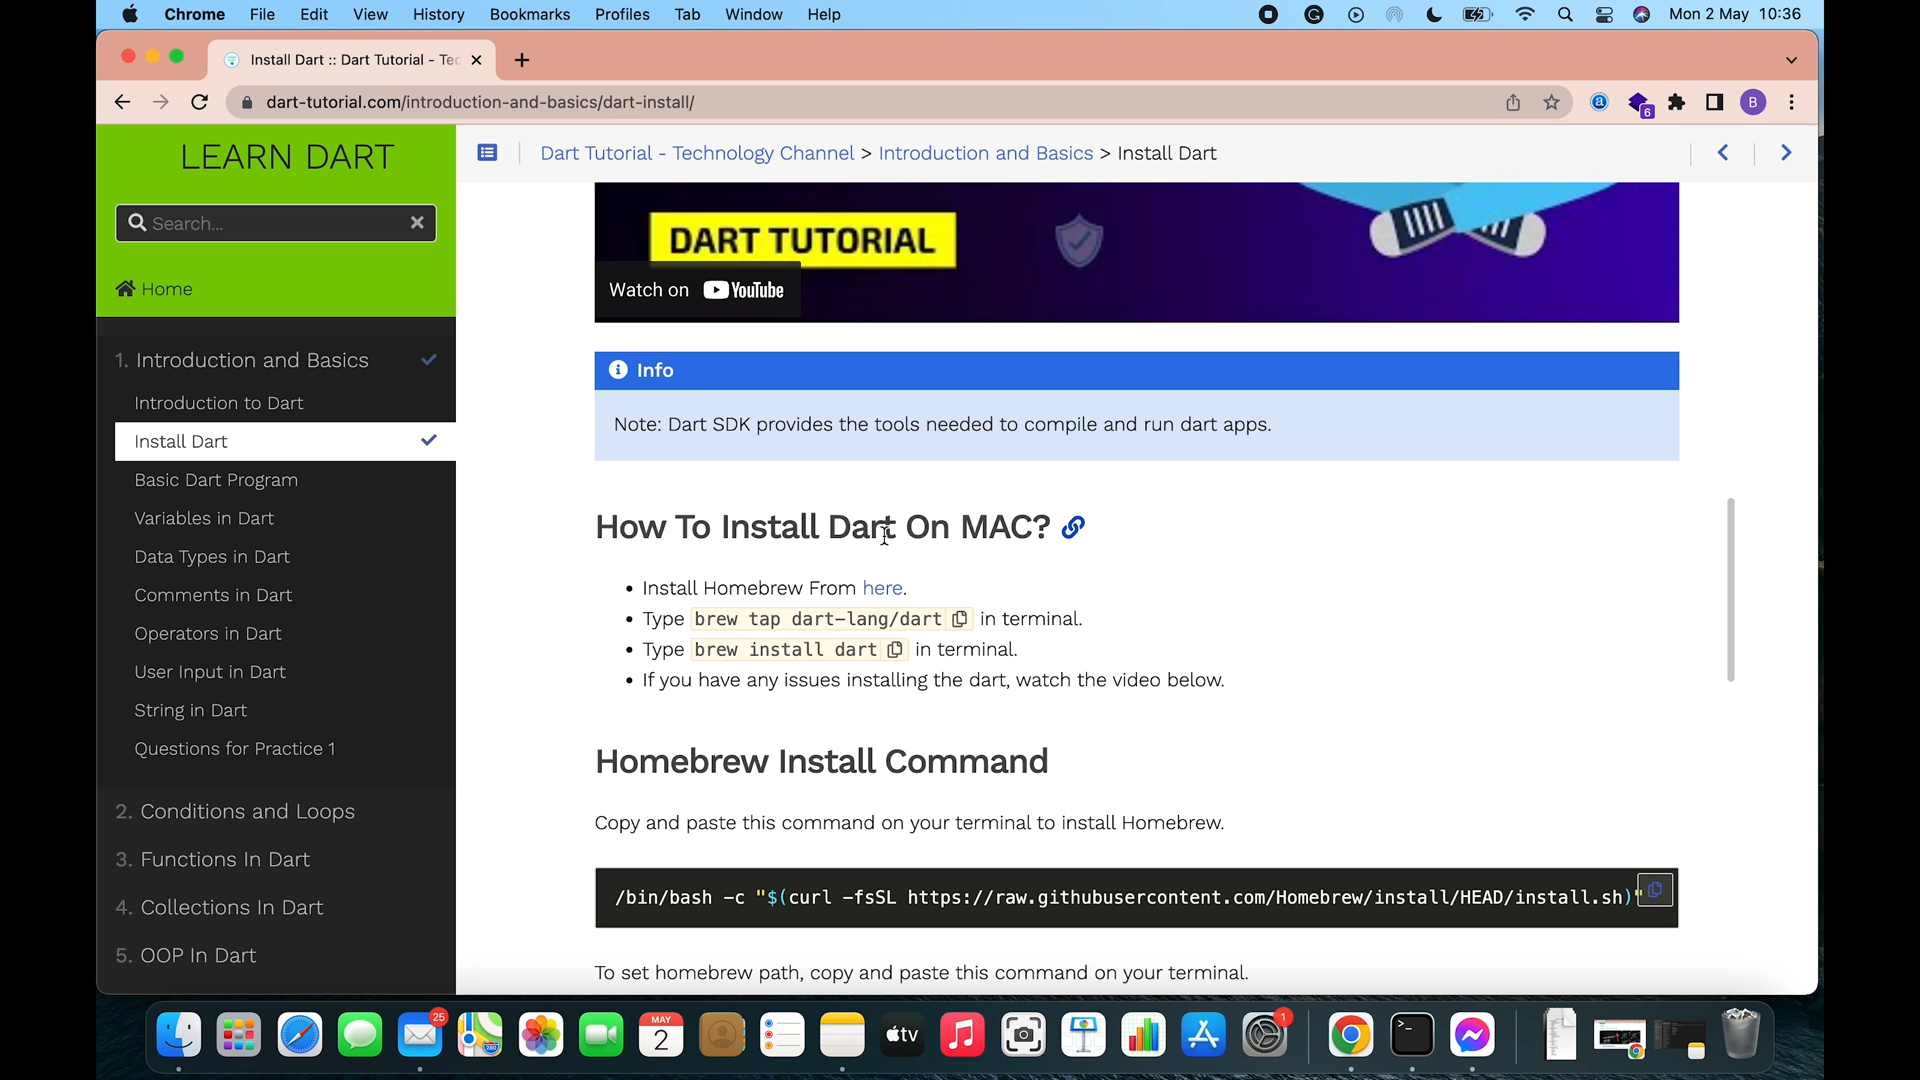 Chrome File Edit View History Bookmarks Profiles Tab Window Help Mon 2 May 10:36
Install Dart :: Dart Tutorial - Tec
dart-tutorial.com/introduction-and-basics/dart-install/ 6 B
LEARN DART
Search...
Home
1. Introduction and Basics
Introduction to Dart
Install Dart
Basic Dart Program
Variables in Dart
Data Types in Dart
Comments in Dart
Operators in Dart
User Input in Dart
String in Dart
Questions for Practice 1
2. Conditions and Loops
3. Functions In Dart
4. Collections In Dart
5. OOP In Dart
Dart Tutorial - Technology Channel > Introduction and Basics > Install Dart
DART TUTORIAL
Watch on YouTube
Info
Note: Dart SDK provides the tools needed to compile and run dart apps.
How To Install Dart On MAC?
• Install Homebrew From here.
• Type brew tap dart-lang/dart in terminal.
• Type brew install dart in terminal.
• If you have any issues installing the dart, watch the video below.
Homebrew Install Command
Copy and paste this command on your terminal to install Homebrew.
/bin/bash -c "$(curl -fsSL https://raw.githubusercontent.com/Homebrew/install/HEAD/install.sh)"
To set homebrew path, copy and paste this command on your terminal.
25
MAY
2
tv
1